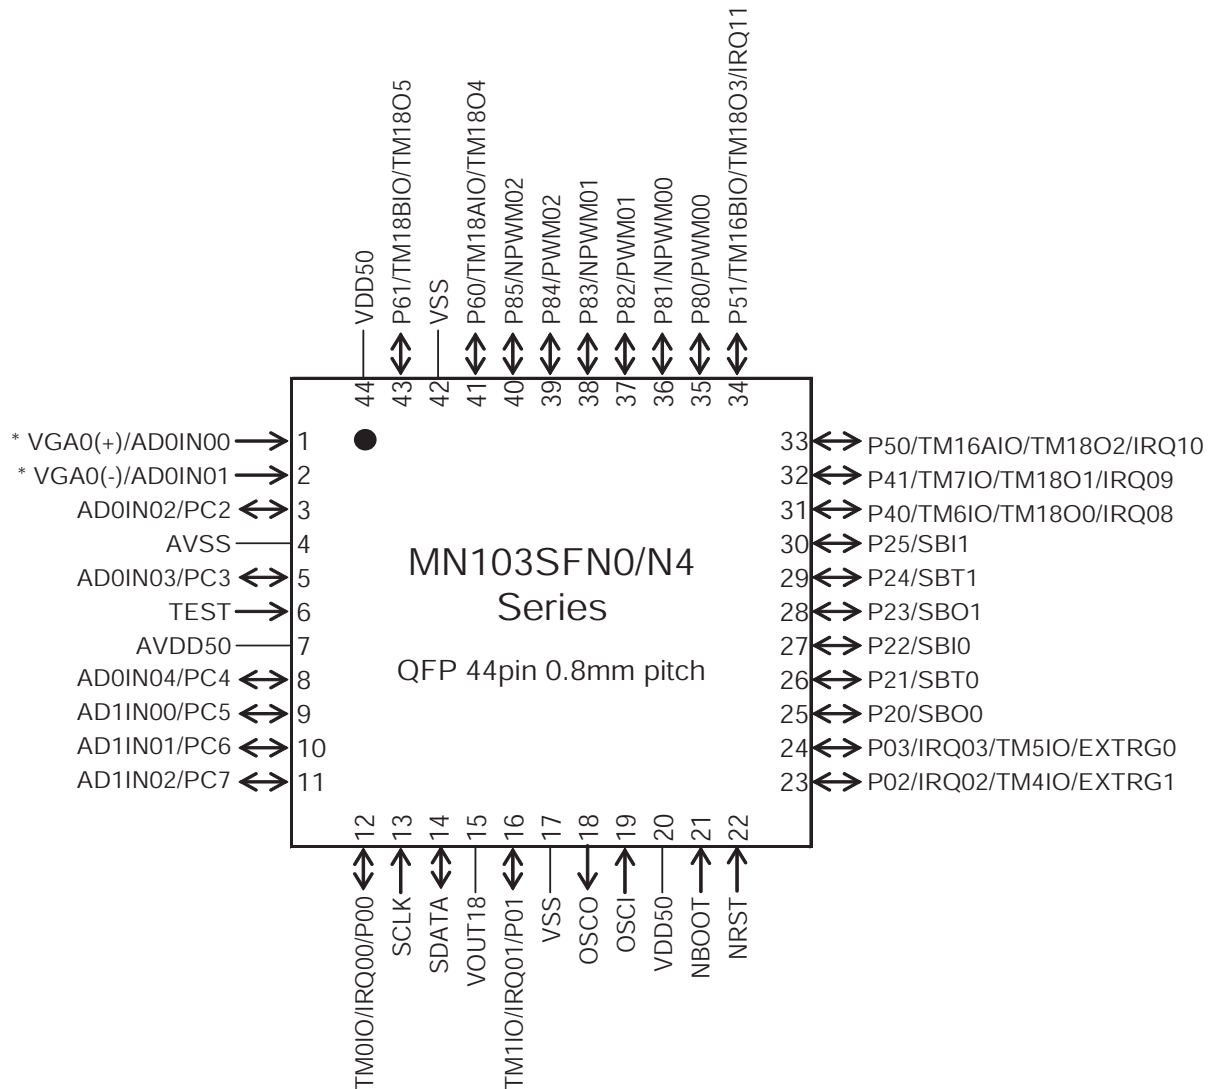 VDD50
P61/TM18BIO/TM18O5
VSS
P60/TM18AIO/TM18O4
P85/NPWM02
P84/PWM02
P83/NPWM01
P82/PWM01
P81/NPWM00
P80/PWM00
P51/TM16BIO/TM18O3/IRQ11
44
43
42
41
40
39
38
37
36
35
34
* VGA0(+)/AD0IN00
1
* VGA0(-)/AD0IN01
2
AD0IN02/PC2
3
AVSS
4
AD0IN03/PC3
5
TEST
6
AVDD50
7
AD0IN04/PC4
8
AD1IN00/PC5
9
AD1IN01/PC6
10
AD1IN02/PC7
11
MN103SFN0/N4
Series
QFP 44pin 0.8mm pitch
33
P50/TM16AIO/TM18O2/IRQ10
32
P41/TM7IO/TM18O1/IRQ09
31
P40/TM6IO/TM18O0/IRQ08
30
P25/SBI1
29
P24/SBT1
28
P23/SBO1
27
P22/SBI0
26
P21/SBT0
25
P20/SBO0
24
P03/IRQ03/TM5IO/EXTRG0
23
P02/IRQ02/TM4IO/EXTRG1
12
13
14
15
16
17
18
19
20
21
22
TM0IO/IRQ00/P00
SCLK
SDATA
VOUT18
TM1IO/IRQ01/P01
VSS
OSCO
OSCI
VDD50
NBOOT
NRST